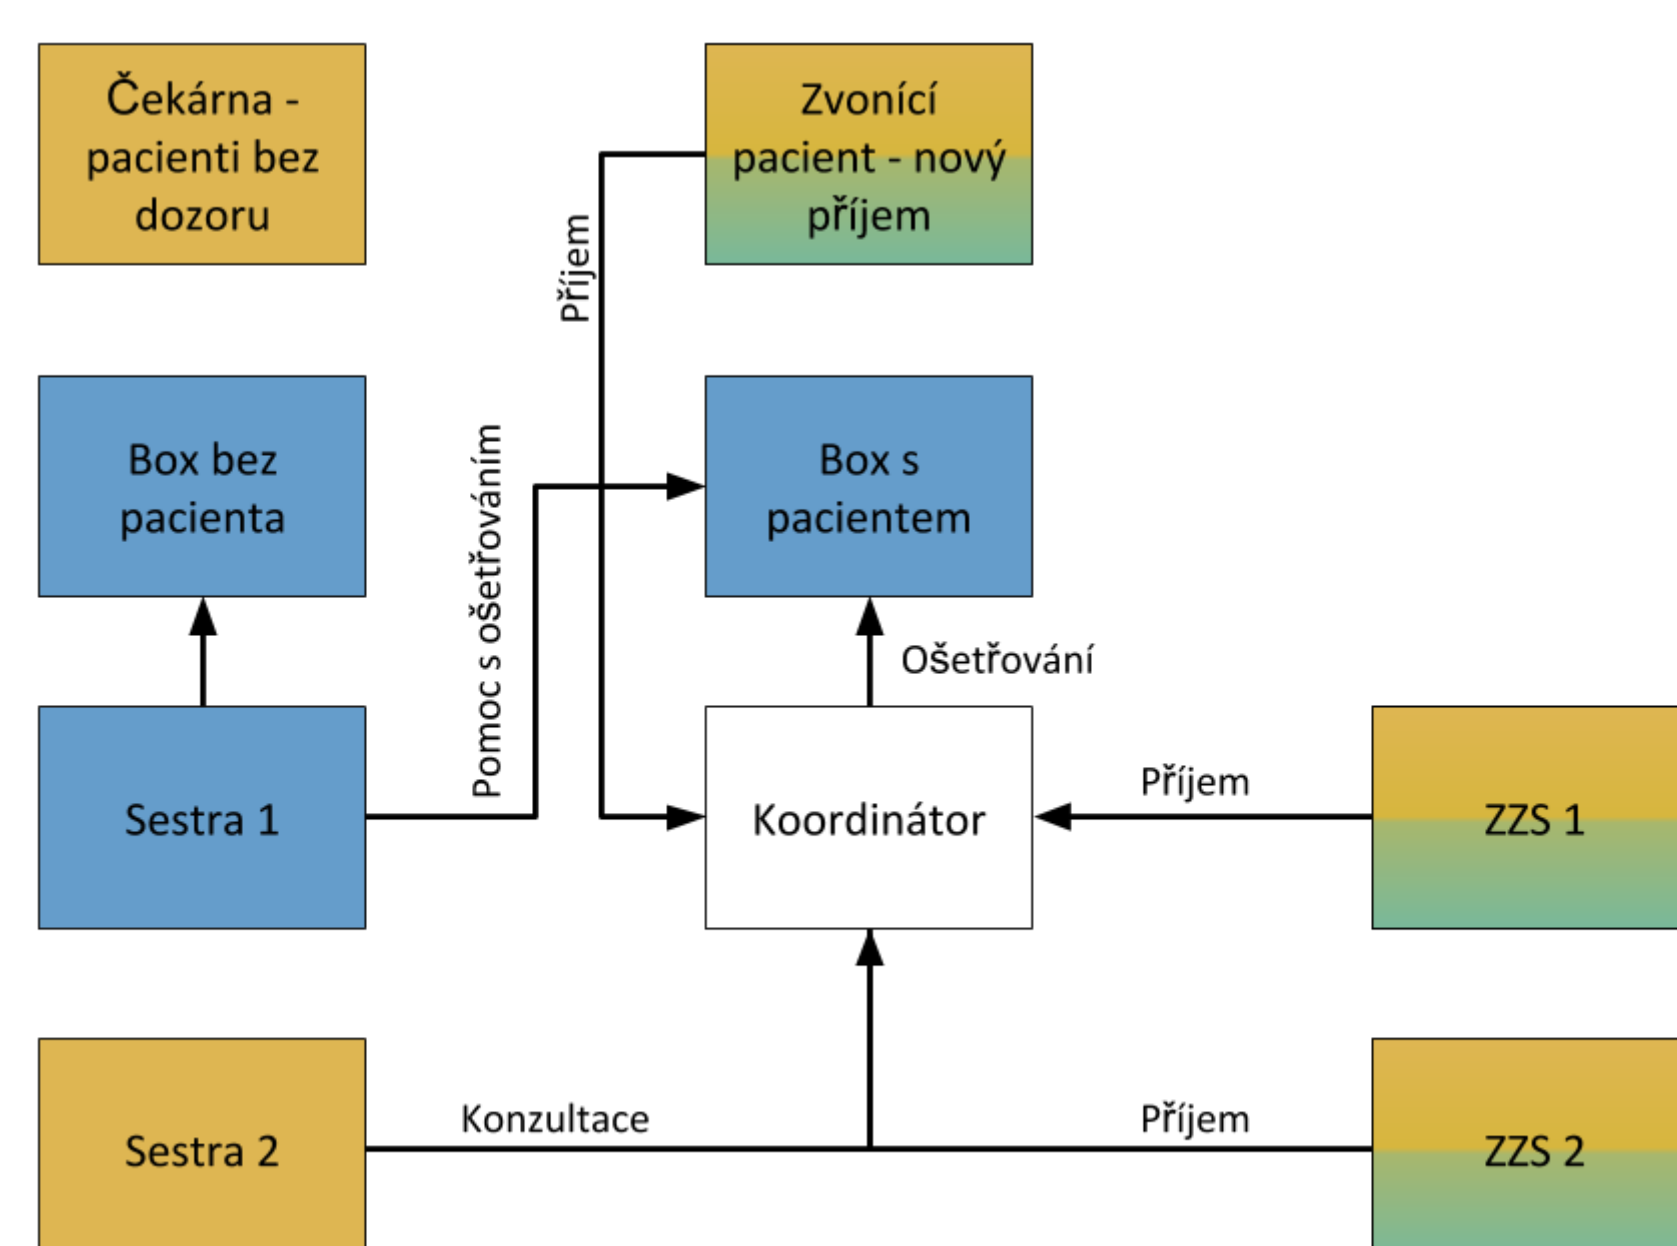 Čekárna -
pacienti bez
dozoru
Zvonící
pacient - nový
příjem
Příjem
Box bez
pacienta
Pomoc s ošetřováním
Box s
pacientem
Ošetřování
Sestra 1
Koordinátor
Příjem
ZZS 1
Sestra 2
Konzultace
Příjem
ZZS 2